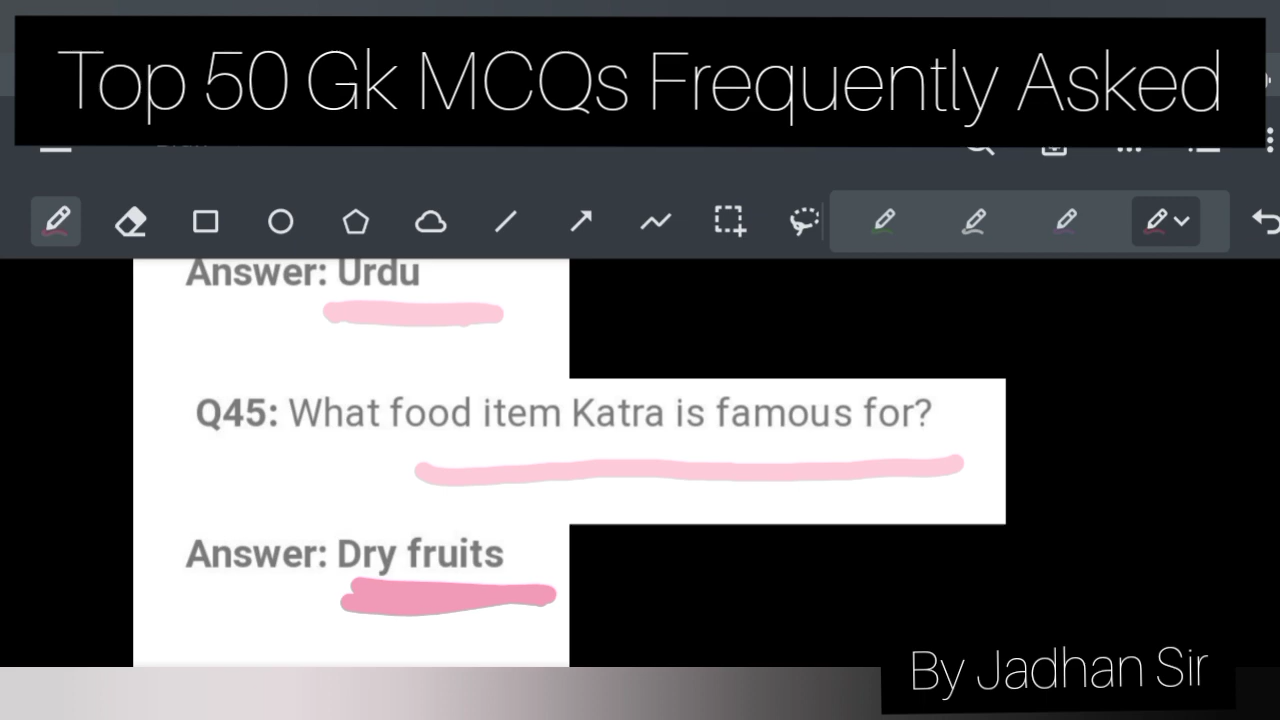 Top 50 Gk MCQs Frequently Asked
Answer: Urdu
Q45: What food item Katra is famous for?
Answer: Dry fruits
By Jadhan Sir